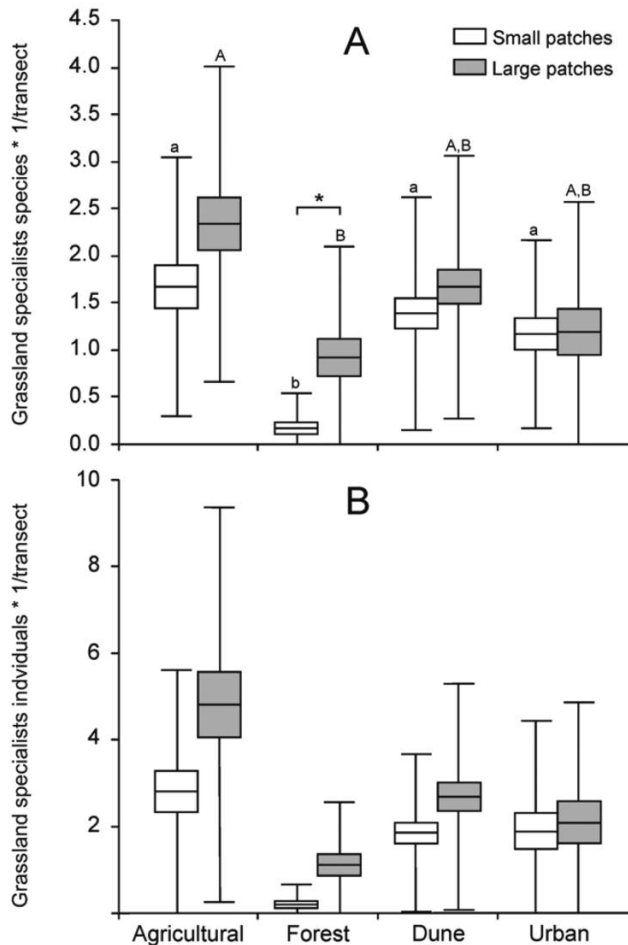 A
Small patches
Large patches
Grassland specialists species * 1/transect
4.5
4.0
3.5
3.0
2.5
2.0
1.5
1.0
0.5
0.0
a
A
*
b
B
a
A,B
a
A,B
B
Grassland specialists indviduals * 1/transect
10
8
6
4
2
Agricultural
Forest
Dune
Urban